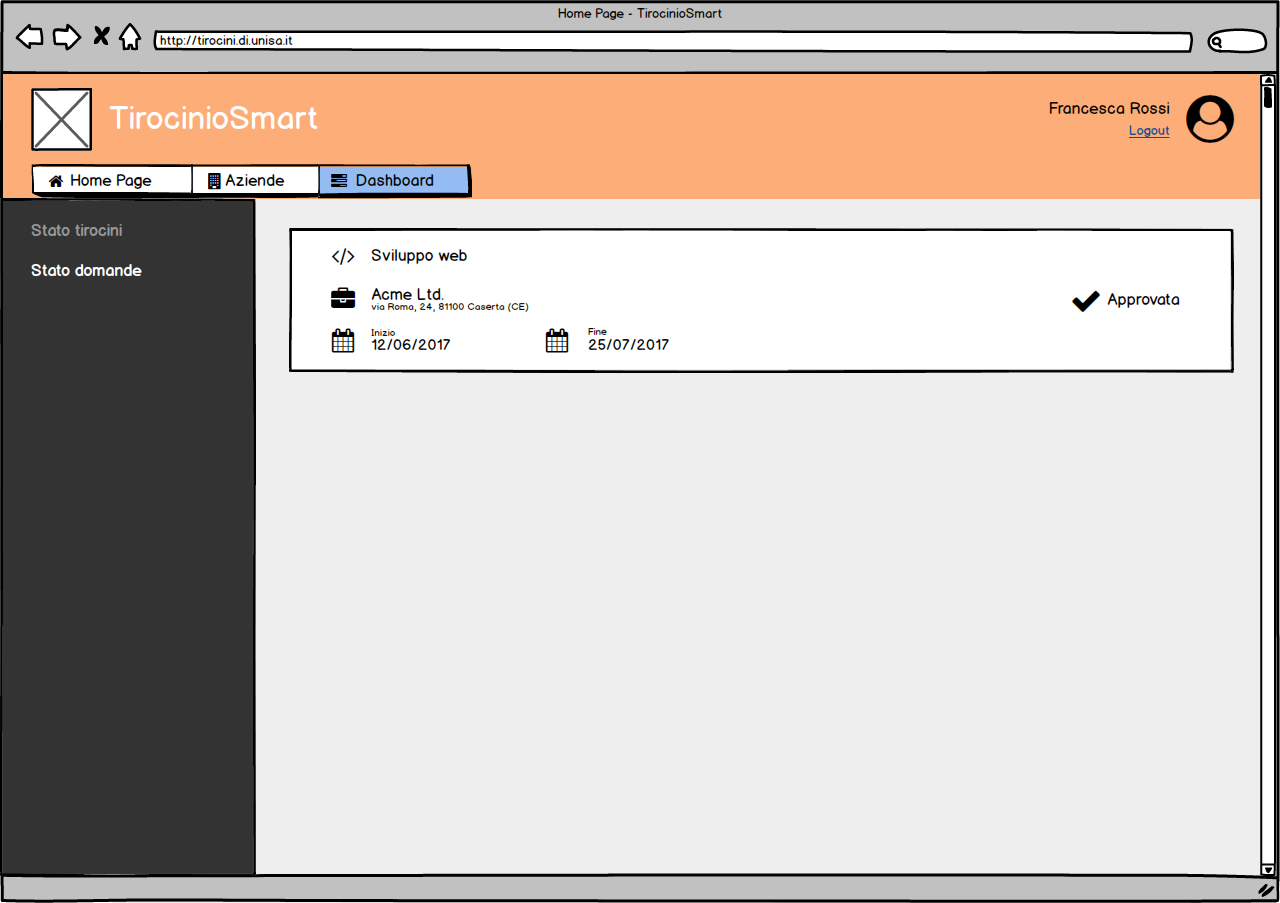 Home Page - TirocinioSmart
http://tirocini.di.unisa.it
TirocinioSmart
Francesca Rossi
Logout
Home Page
Aziende
Dashboard
Stato tirocini
Stato domande
</> Sviluppo web
Acme Ltd.
via Roma, 24, 81100 Caserta (CE)
Approvata
Inizio
12/06/2017
Fine
25/07/2017